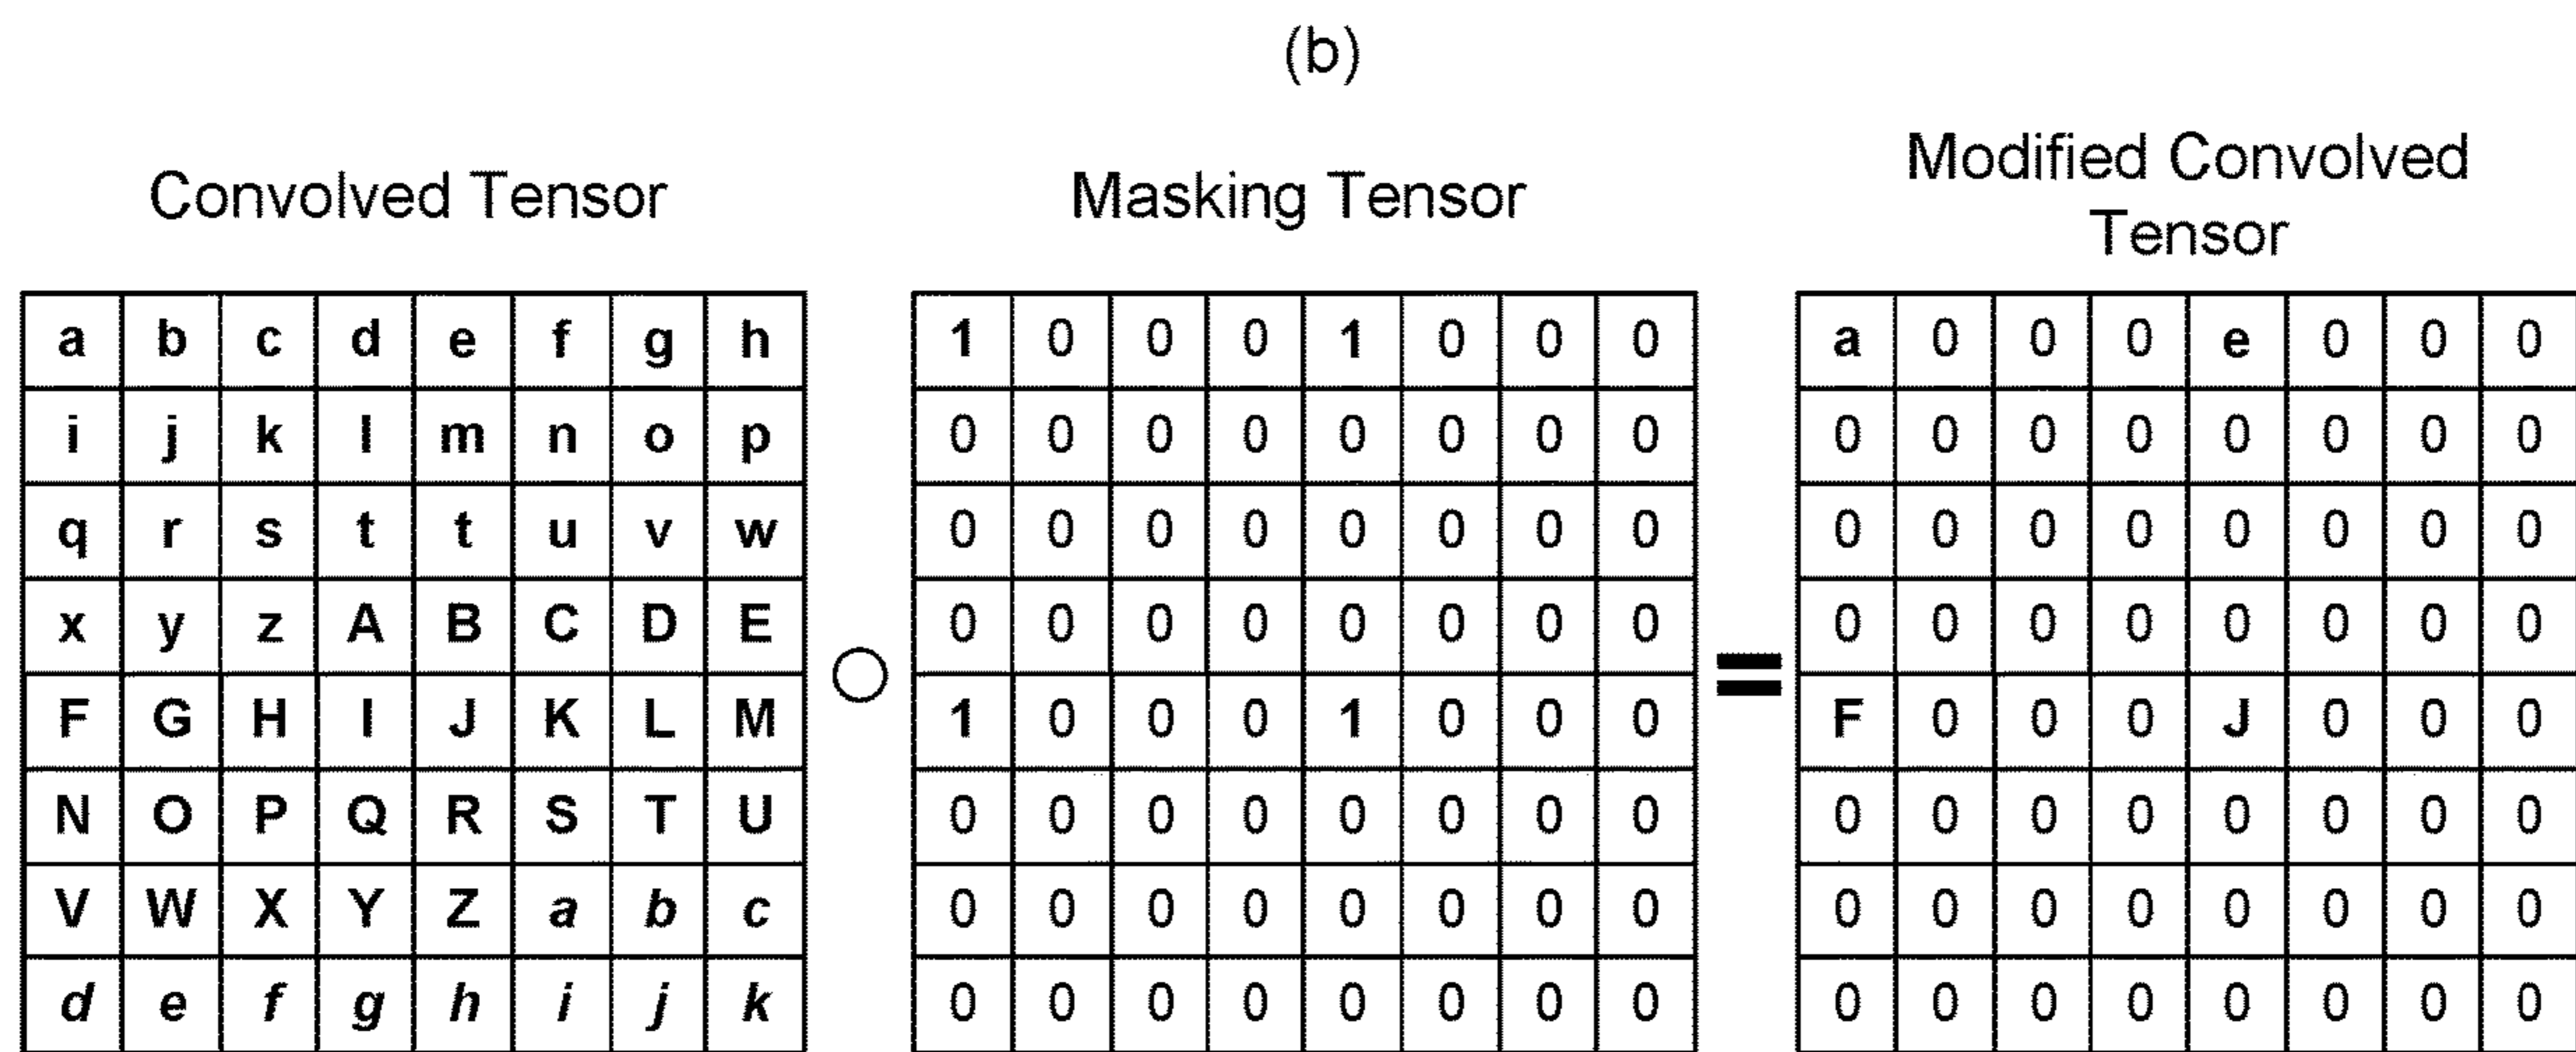 (b)
Convolved Tensor
Masking Tensor
Modified Convolved
Tensor
a b c d e f g h 1 0 0 0 1 0 0 0 a 0 0 0 e 0 0 0
i j k l m n o p 0 0 0 0 0 0 0 0 0 0 0 0 0 0 0 0
q r s t t u v w 0 0 0 0 0 0 0 0 0 0 0 0 0 0 0 0
x y z A B C D E 0 0 0 0 0 0 0 0 0 0 0 0 0 0 0 0
○ =
F G H I J K L M 1 0 0 0 1 0 0 0 F 0 0 0 J 0 0 0
N O P Q R S T U 0 0 0 0 0 0 0 0 0 0 0 0 0 0 0 0
V W X Y Z a b c 0 0 0 0 0 0 0 0 0 0 0 0 0 0 0 0
d e f g h i j k 0 0 0 0 0 0 0 0 0 0 0 0 0 0 0 0